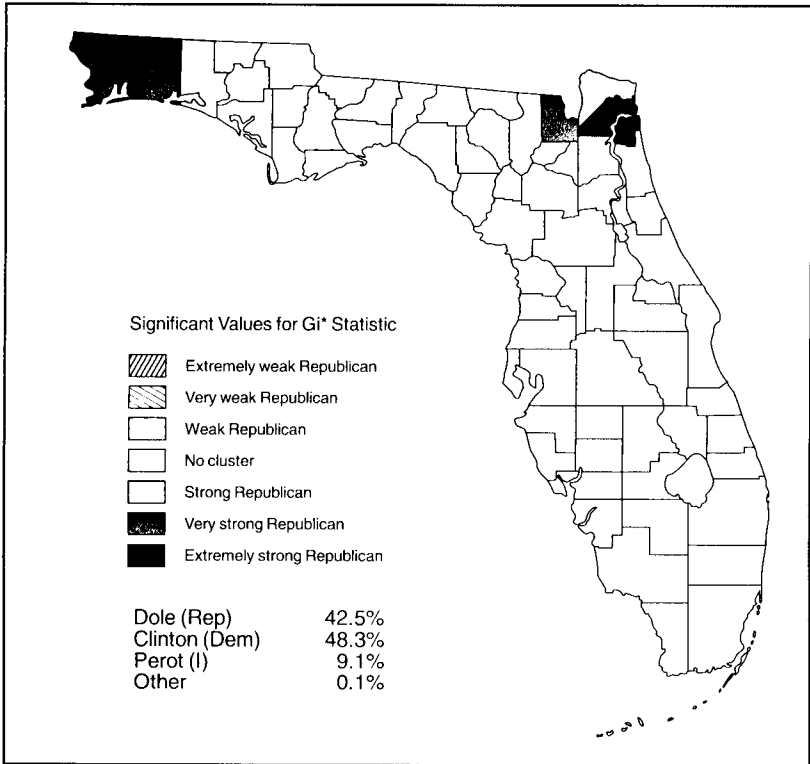 Significant Values for Gi* Statistic
Extremely weak Republican
Very weak Republican
Weak Republican
No cluster
Strong Republican
Very strong Republican
Extremely strong Republican
Dole (Rep) 42.5%
Clinton (Dem) 48.3%
Perot (I) 9.1%
Other 0.1%